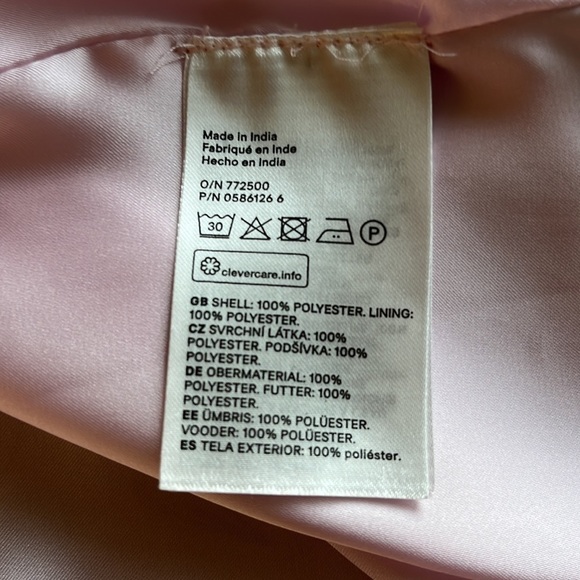 Made in India
Fabriqué en Inde
Hecho en India
O/N 772500
P/N 0586126 6
30 P
clevercare.info
GB SHELL: 100% POLYESTER. LINING:
100% POLYESTER.
CZ SVRCHNÍ LÁTKA: 100%
POLYESTER. PODŠÍVKA: 100%
POLYESTER.
DE OBERMATERIAL: 100%
POLYESTER. FUTTER: 100%
POLYESTER.
EE ÜMBRIS: 100% POLÜESTER.
VOODER: 100% POLÜESTER.
ES TELA EXTERIOR: 100% poliéster.